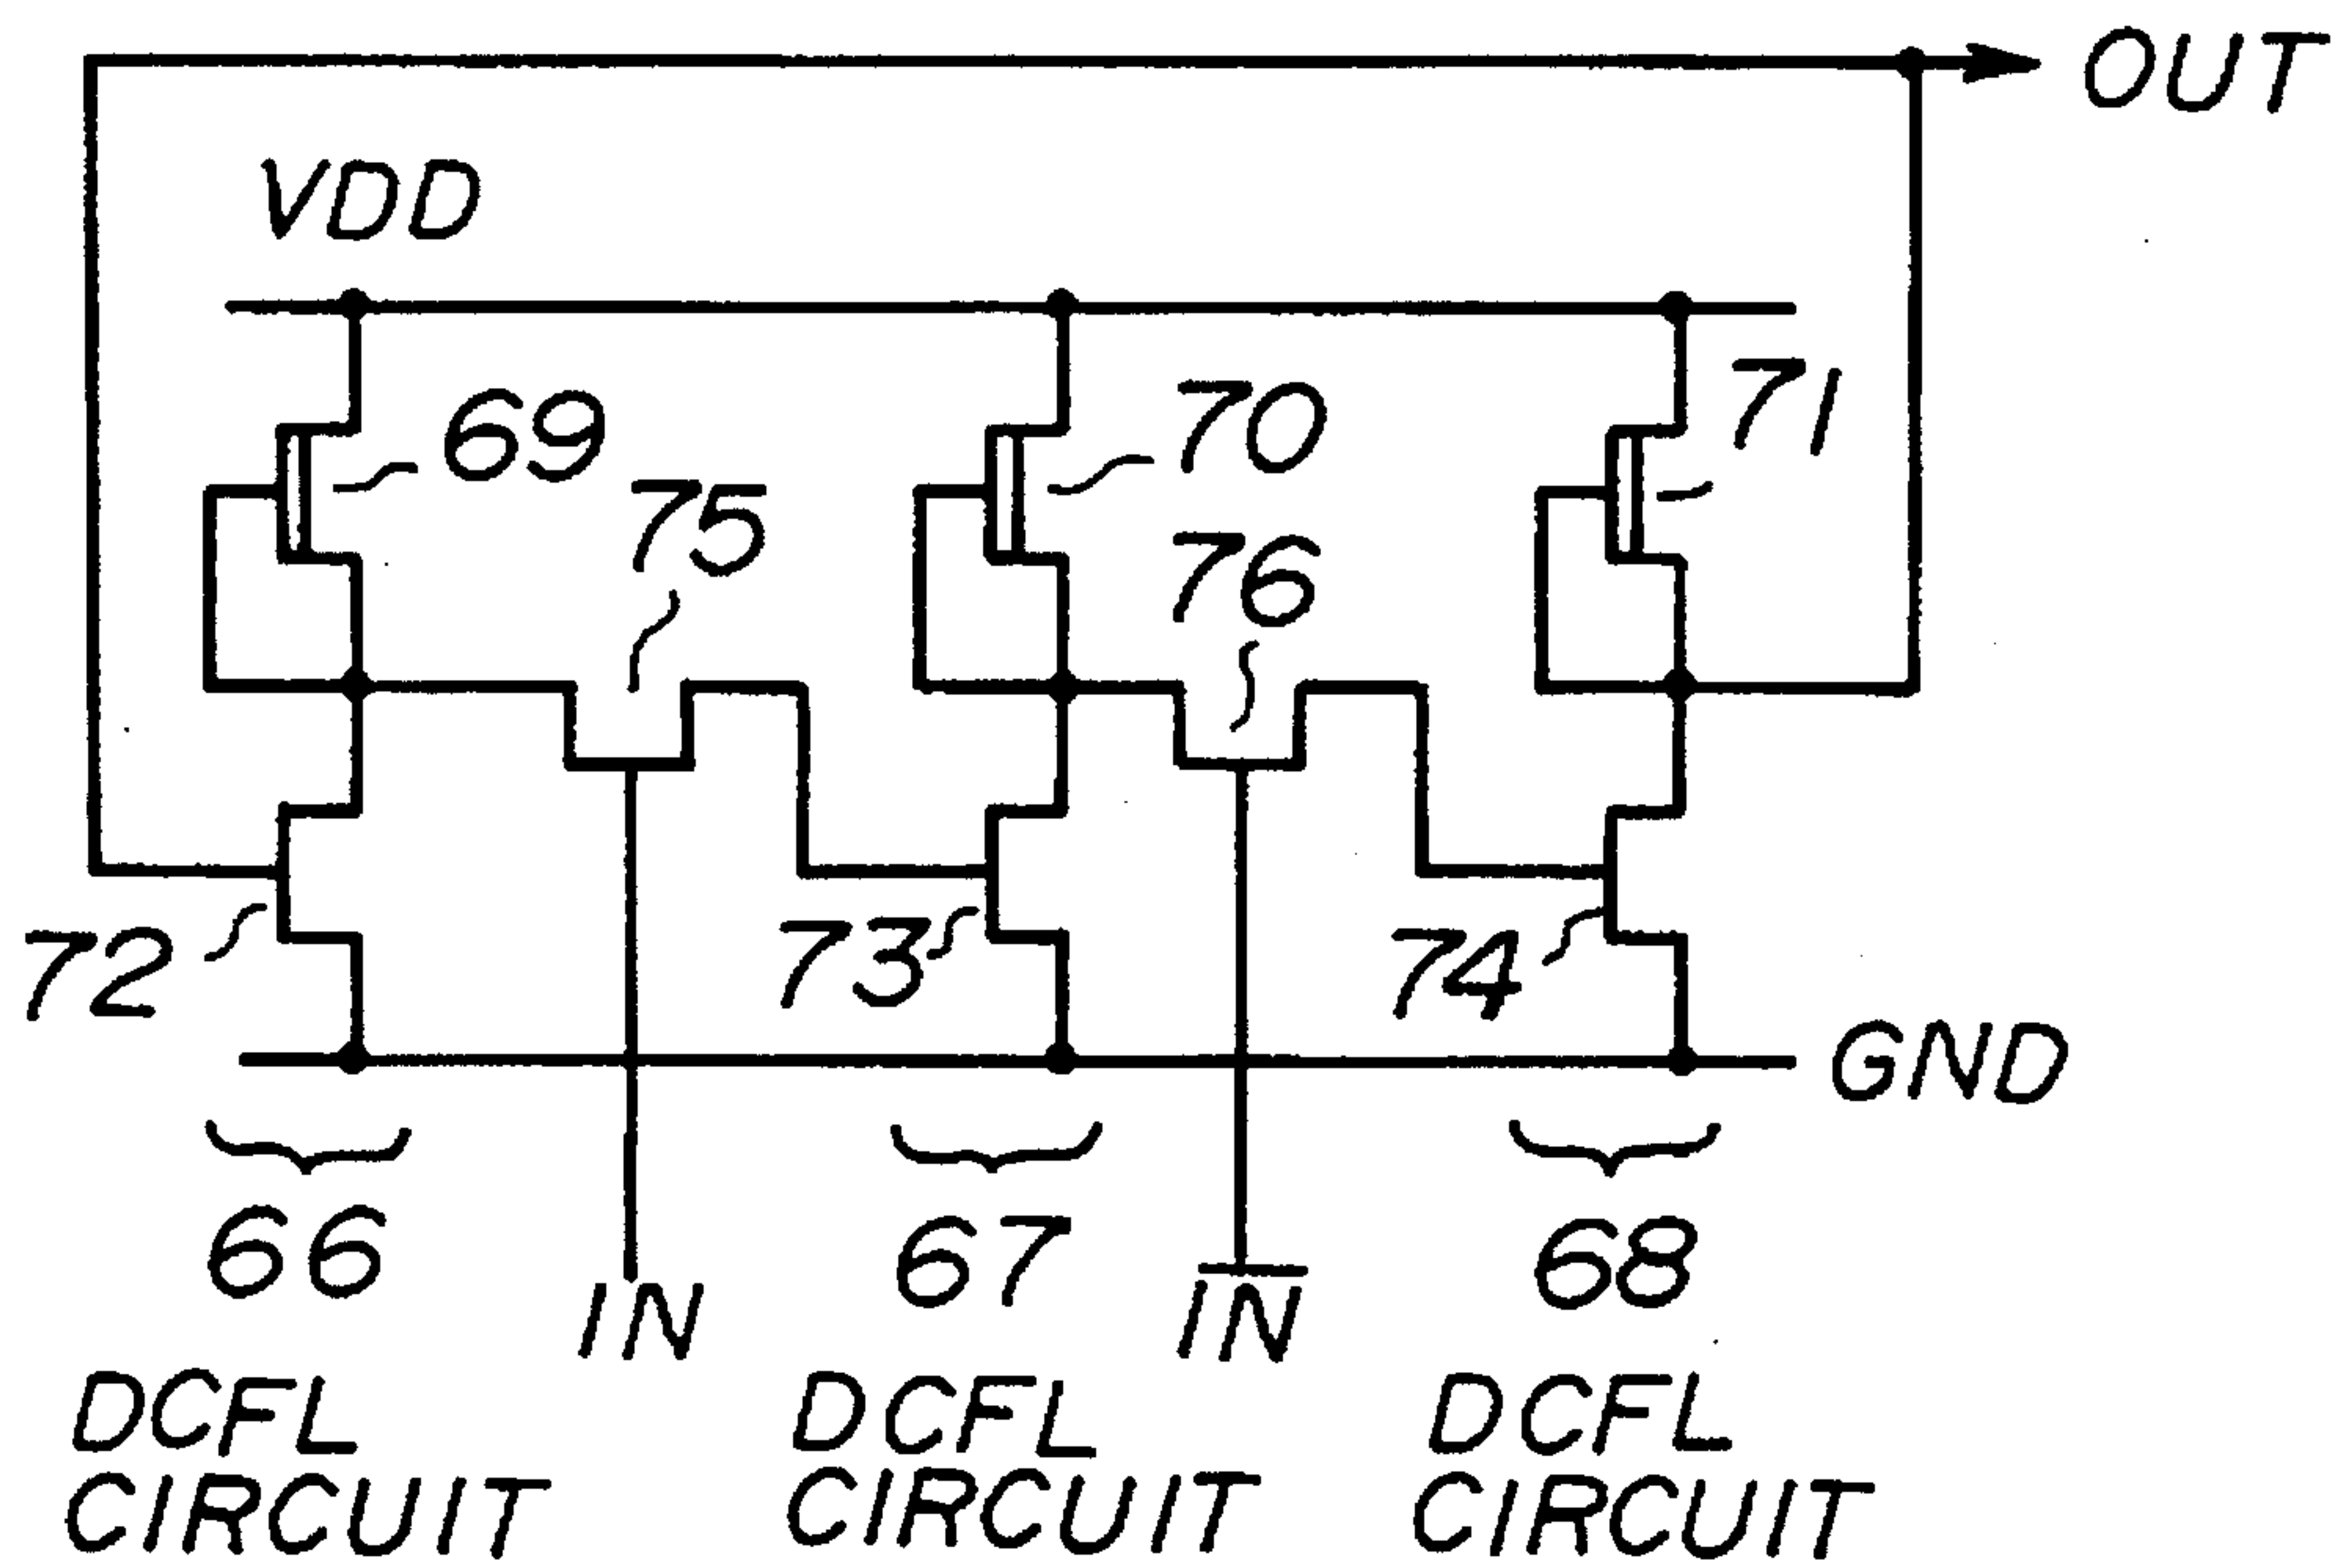 OUT
VDD
69
70
71
75
76
72
73
74
GND
66
67
68
IN
I̅N̅
DCFL
CIRCUIT
DCFL
CIRCUIT
DCFL
CIRCUIT